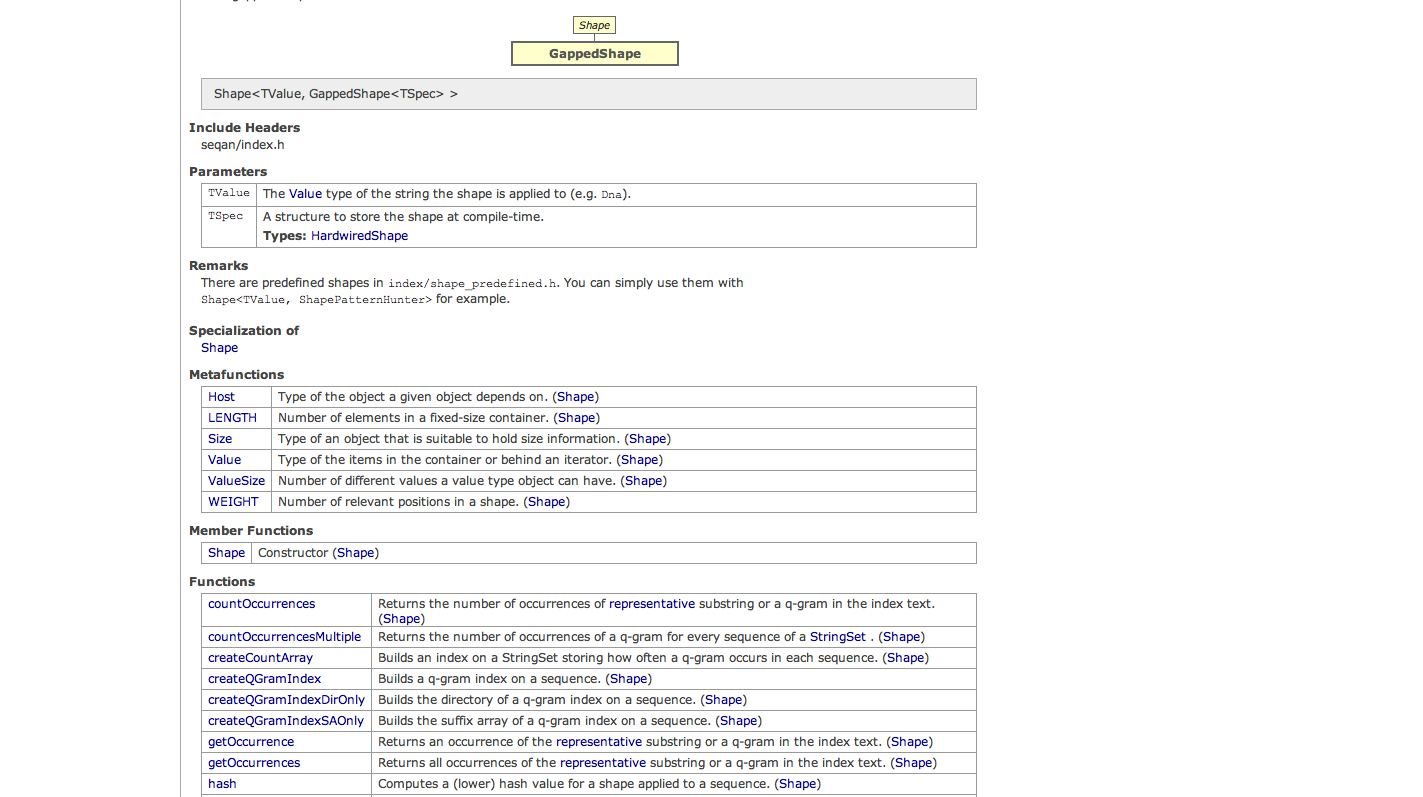 Shape
GappedShape
Shape<TValue, GappedShape<TSpec> >
Include Headers
seqan/index.h
Parameters
TValue The Value type of the string the shape is applied to (e.g. Dna).
TSpec A structure to store the shape at compile-time.
Types: HardwiredShape
Remarks
There are predefined shapes in index/shape_predefined.h. You can simply use them with
Shape<TValue, ShapePatternHunter> for example.
Specialization of
Shape
Metafunctions
Host Type of the object a given object depends on. (Shape)
LENGTH Number of elements in a fixed-size container. (Shape)
Size Type of an object that is suitable to hold size information. (Shape)
Value Type of the items in the container or behind an iterator. (Shape)
ValueSize Number of different values a value type object can have. (Shape)
WEIGHT Number of relevant positions in a shape. (Shape)
Member Functions
Shape Constructor (Shape)
Functions
countOccurrences Returns the number of occurrences of representative substring or a q-gram in the index text.
(Shape)
countOccurrencesMultiple Returns the number of occurrences of a q-gram for every sequence of a StringSet . (Shape)
createCountArray Builds an index on a StringSet storing how often a q-gram occurs in each sequence. (Shape)
createQGramIndex Builds a q-gram index on a sequence. (Shape)
createQGramIndexDirOnly Builds the directory of a q-gram index on a sequence. (Shape)
createQGramIndexSAOnly Builds the suffix array of a q-gram index on a sequence. (Shape)
getOccurrence Returns an occurrence of the representative substring or a q-gram in the index text. (Shape)
getOccurrences Returns all occurrences of the representative substring or a q-gram in the index text. (Shape)
hash Computes a (lower) hash value for a shape applied to a sequence. (Shape)